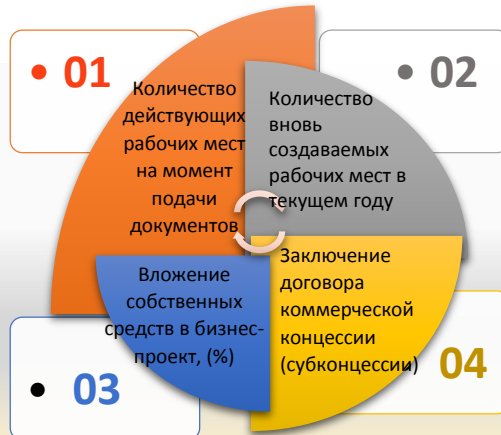 • 01
Количество
действующих
рабочих мест
на момент
подачи
документов
• 02
Количество
вновь
создаваемых
рабочих мест в
текущем году
Вложение
собственных
средств в бизнес-
проект, (%)
• 03
Заключение
договора
коммерческой
концессии
(субконцессии)
04